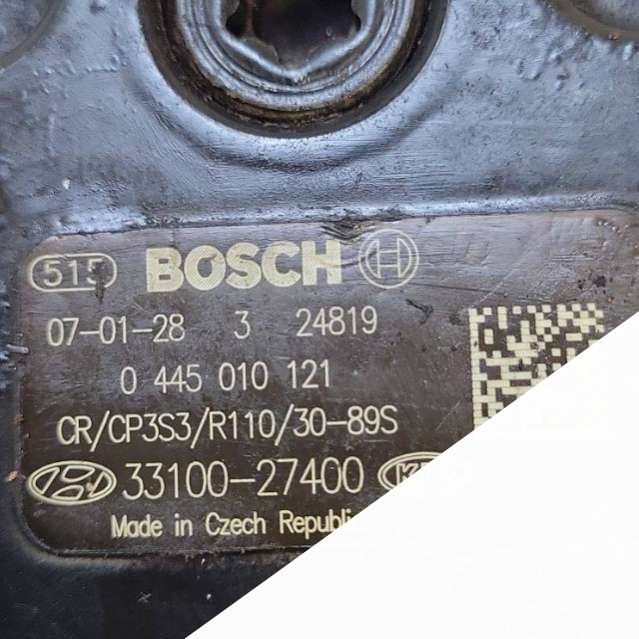 515 BOSCH
07-01-28 3 24819
0 445 010 121
CR/CP3S3/R110/30-89S
33100-27400
Made in Czech